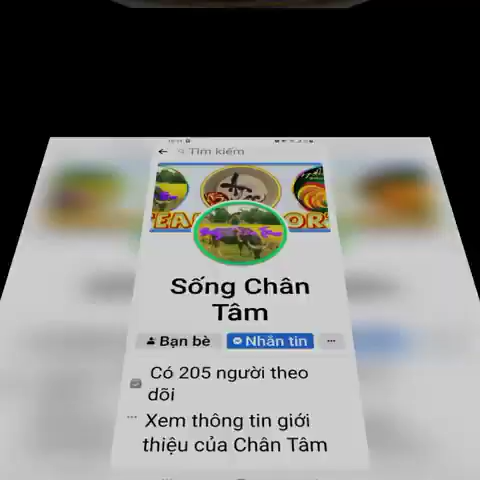 Tìm kiếm
Sống Chân
Tâm
Bạn bè
Nhắn tin
Có 205 người theo
dõi
Xem thông tin giới
thiệu của Chân Tâm